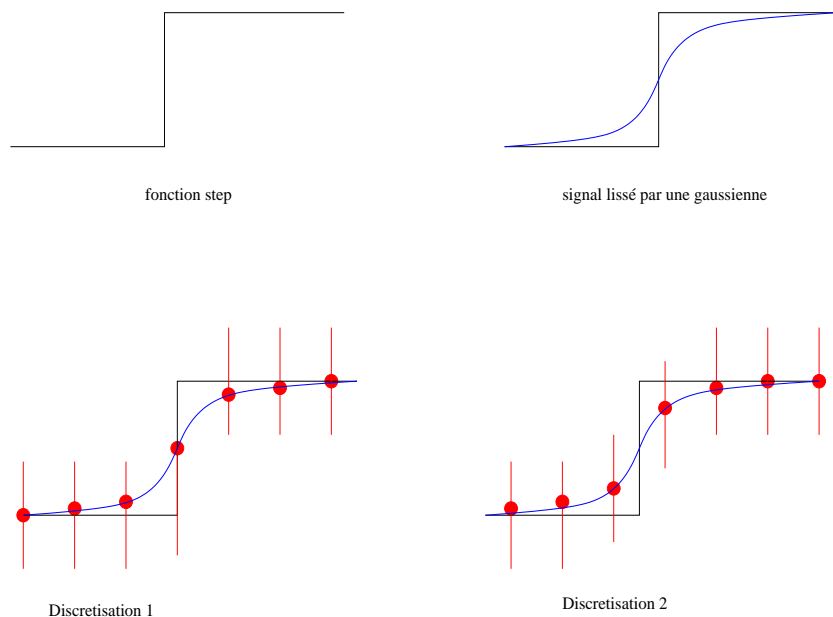 fonction step
signal lissé par une gaussienne
Discretisation 1
Discretisation 2